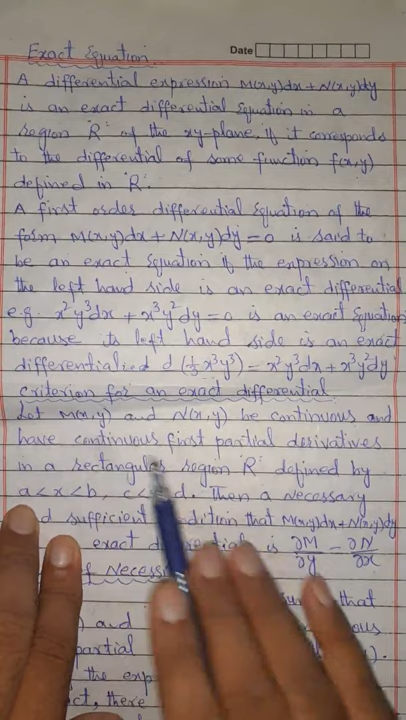 Exact Equation.
Date
A differential expression M(x,y)dx + N(x,y)dy
is an exact differential Equation in a
region 'R' of the xy-plane, if it corresponds
to the differential of some function f(x,y)
defined in 'R'.
A first order differential Equation of the
form M(x,y)dx + N(x,y)dy = 0 is said to
be an exact Equation if the expression on
the left hand side is an exact differential
e.g. x²y³dx + x³y²dy = 0 is an exact Equation
because its left hand side is an exact
differential i.e d(⅓x³y³) = x²y³dx + x³y²dy
Criterion for an exact differential
Let M(x,y) and N(x,y) be continuous and
have continuous first partial derivatives
in a rectangular region 'R' defined by
a<x<b, c< d. Then a Necessary
d sufficient condition that M(x,y)dx+N(x,y)dy
exact is ∂M/∂y = ∂N/∂x
of Necess
that
) and
partial ).
the exp
ct, there